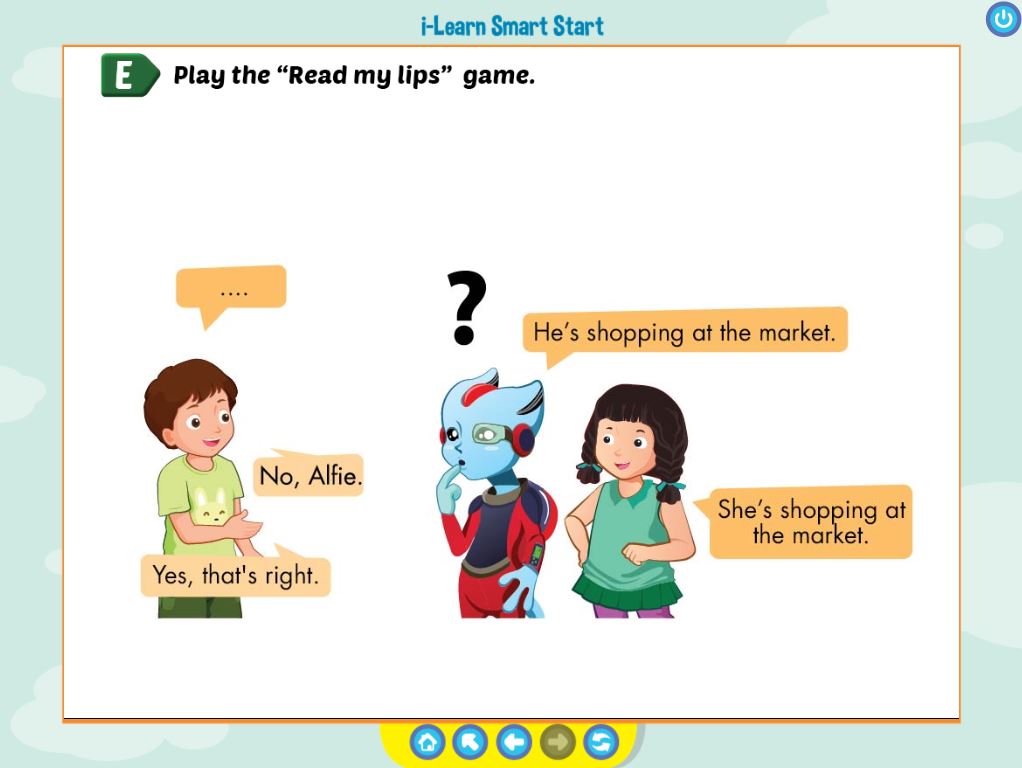 i-Learn Smart Start
E Play the “Read my lips” game.
....
?
He’s shopping at the market.
No, Alfie.
She’s shopping at
the market.
Yes, that's right.